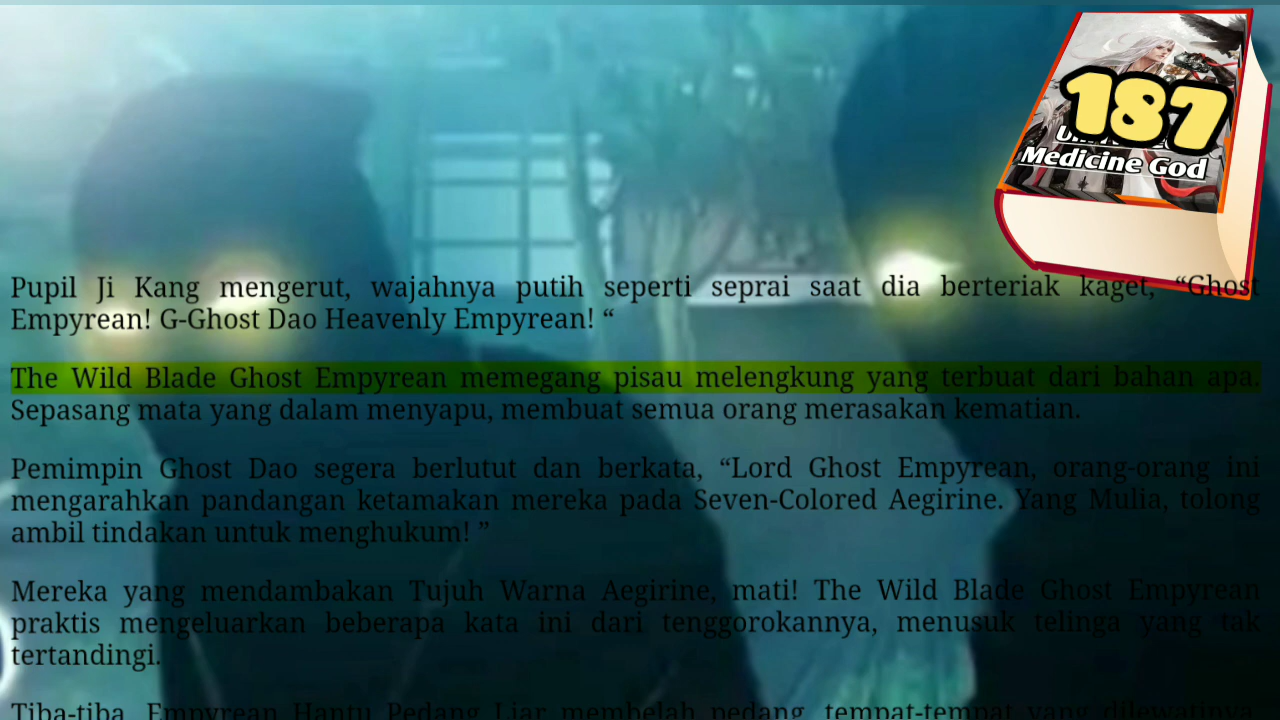 187
Medicine God
Pupil Ji Kang mengerut, wajahnya putih seperti seprai saat dia berteriak kaget, “Ghost
Empyrean! G-Ghost Dao Heavenly Empyrean! “
The Wild Blade Ghost Empyrean memegang pisau melengkung yang terbuat dari bahan apa.
Sepasang mata yang dalam menyapu, membuat semua orang merasakan kematian.
Pemimpin Ghost Dao segera berlutut dan berkata, “Lord Ghost Empyrean, orang-orang ini
mengarahkan pandangan ketamakan mereka pada Seven-Colored Aegirine. Yang Mulia, tolong
ambil tindakan untuk menghukum! ”
Mereka yang mendambakan Tujuh Warna Aegirine, mati! The Wild Blade Ghost Empyrean
praktis mengeluarkan beberapa kata ini dari tenggorokannya, menusuk telinga yang tak
tertandingi.
Tiba-tiba, Empyrean Hantu Pedang Liar membelah pedang, tempat-tempat yang dilewatinya,